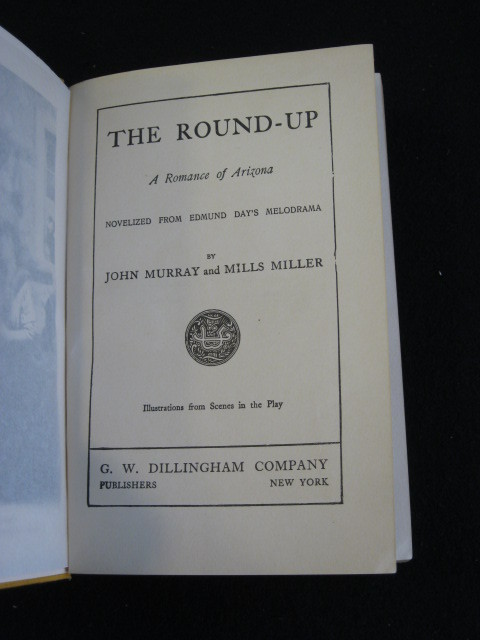 THE ROUND-UP
A Romance of Arizona
NOVELIZED FROM EDMUND DAY'S MELODRAMA
BY
JOHN MURRAY and MILLS MILLER
Illustrations from Scenes in the Play
G. W. DILLINGHAM COMPANY
PUBLISHERS NEW YORK